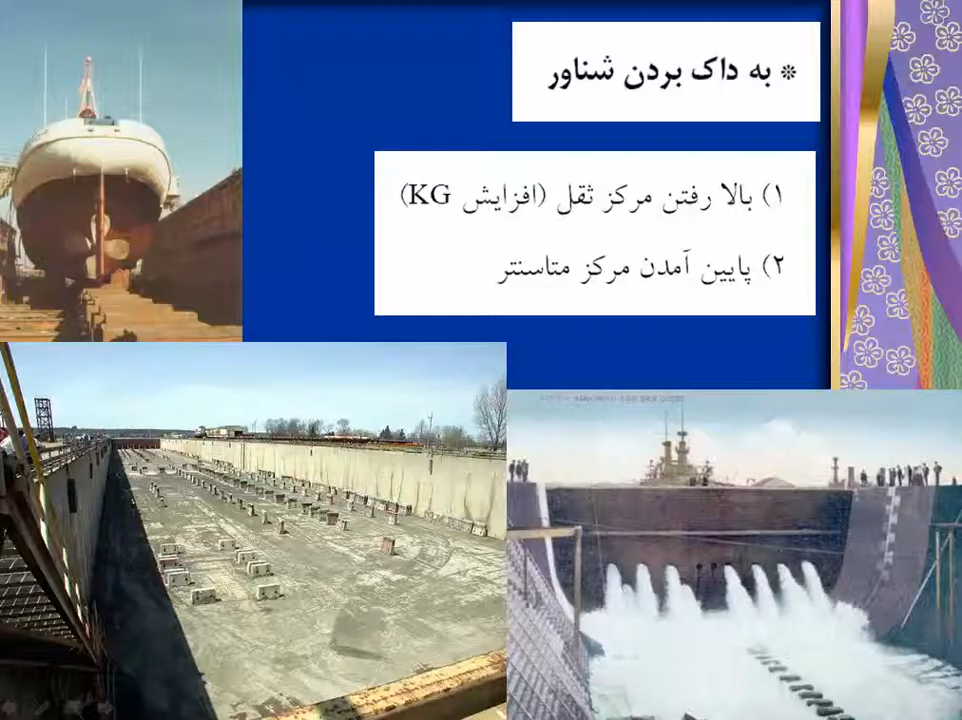 * به داک بردن شناور
۱) بالا رفتن مرکز ثقل (افزایش KG)
۲) پایین آمدن مرکز متاسنتر